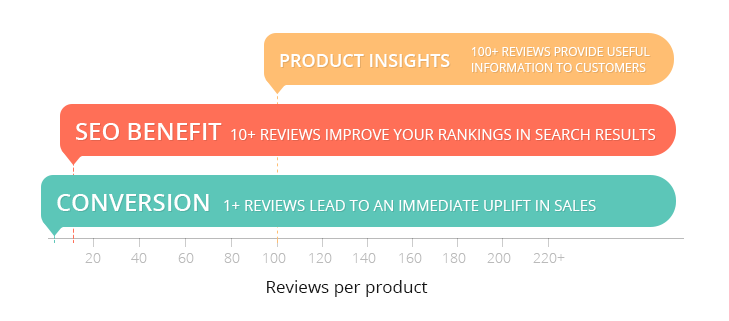 PRODUCT INSIGHTS 100+ REVIEWS PROVIDE USEFUL
INFORMATION TO CUSTOMERS
SEO BENEFIT 10+ REVIEWS IMPROVE YOUR RANKINGS IN SEARCH RESULTS
CONVERSION 1+ REVIEWS LEAD TO AN IMMEDIATE UPLIFT IN SALES
20 40 60 80 100 120 140 160 180 200 220+
Reviews per product